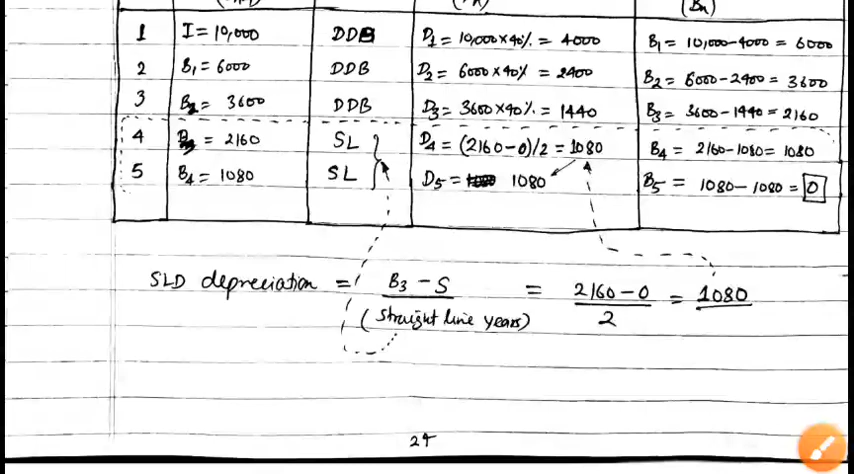 (Bn)
1 I = 10,000 DDB D1 = 10,000×40% = 4000 B1 = 10,000-4000 = 6000
2 B1 = 6000 DDB D2 = 6000×40% = 2400 B2 = 6000-2400 = 3600
3 B2 = 3600 DDB D3 = 3600×40% = 1440 B3 = 3600-1440 = 2160
4 B3 = 2160 SL D4 = (2160-0)/2 = 1080 B4 = 2160-1080 = 1080
5 B4 = 1080 SL D5 = 1080 B5 = 1080-1080 = 0
SLD depreciation = B3 - S / (straight line years) = 2160-0 / 2 = 1080
24